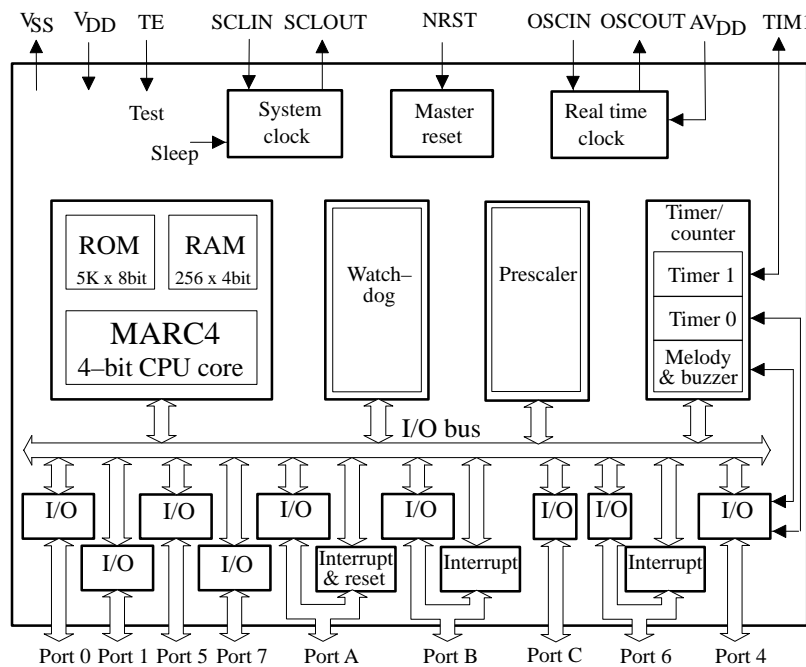 VSS VDD TE SCLIN SCLOUT NRST OSCIN OSCOUT AVDD TIM1
Test
Sleep
System
clock
Master
reset
Real time
clock
ROM
5K x 8bit
RAM
256 x 4bit
MARC4
4–bit CPU core
Watch–
dog
Prescaler
Timer/
counter
Timer 1
Timer 0
Melody
& buzzer
I/O bus
I/O I/O I/O I/O I/O I/O I/O
I/O I/O
Interrupt
& reset
Interrupt
Interrupt
Port 0 Port 1 Port 5 Port 7 Port A Port B Port C Port 6 Port 4